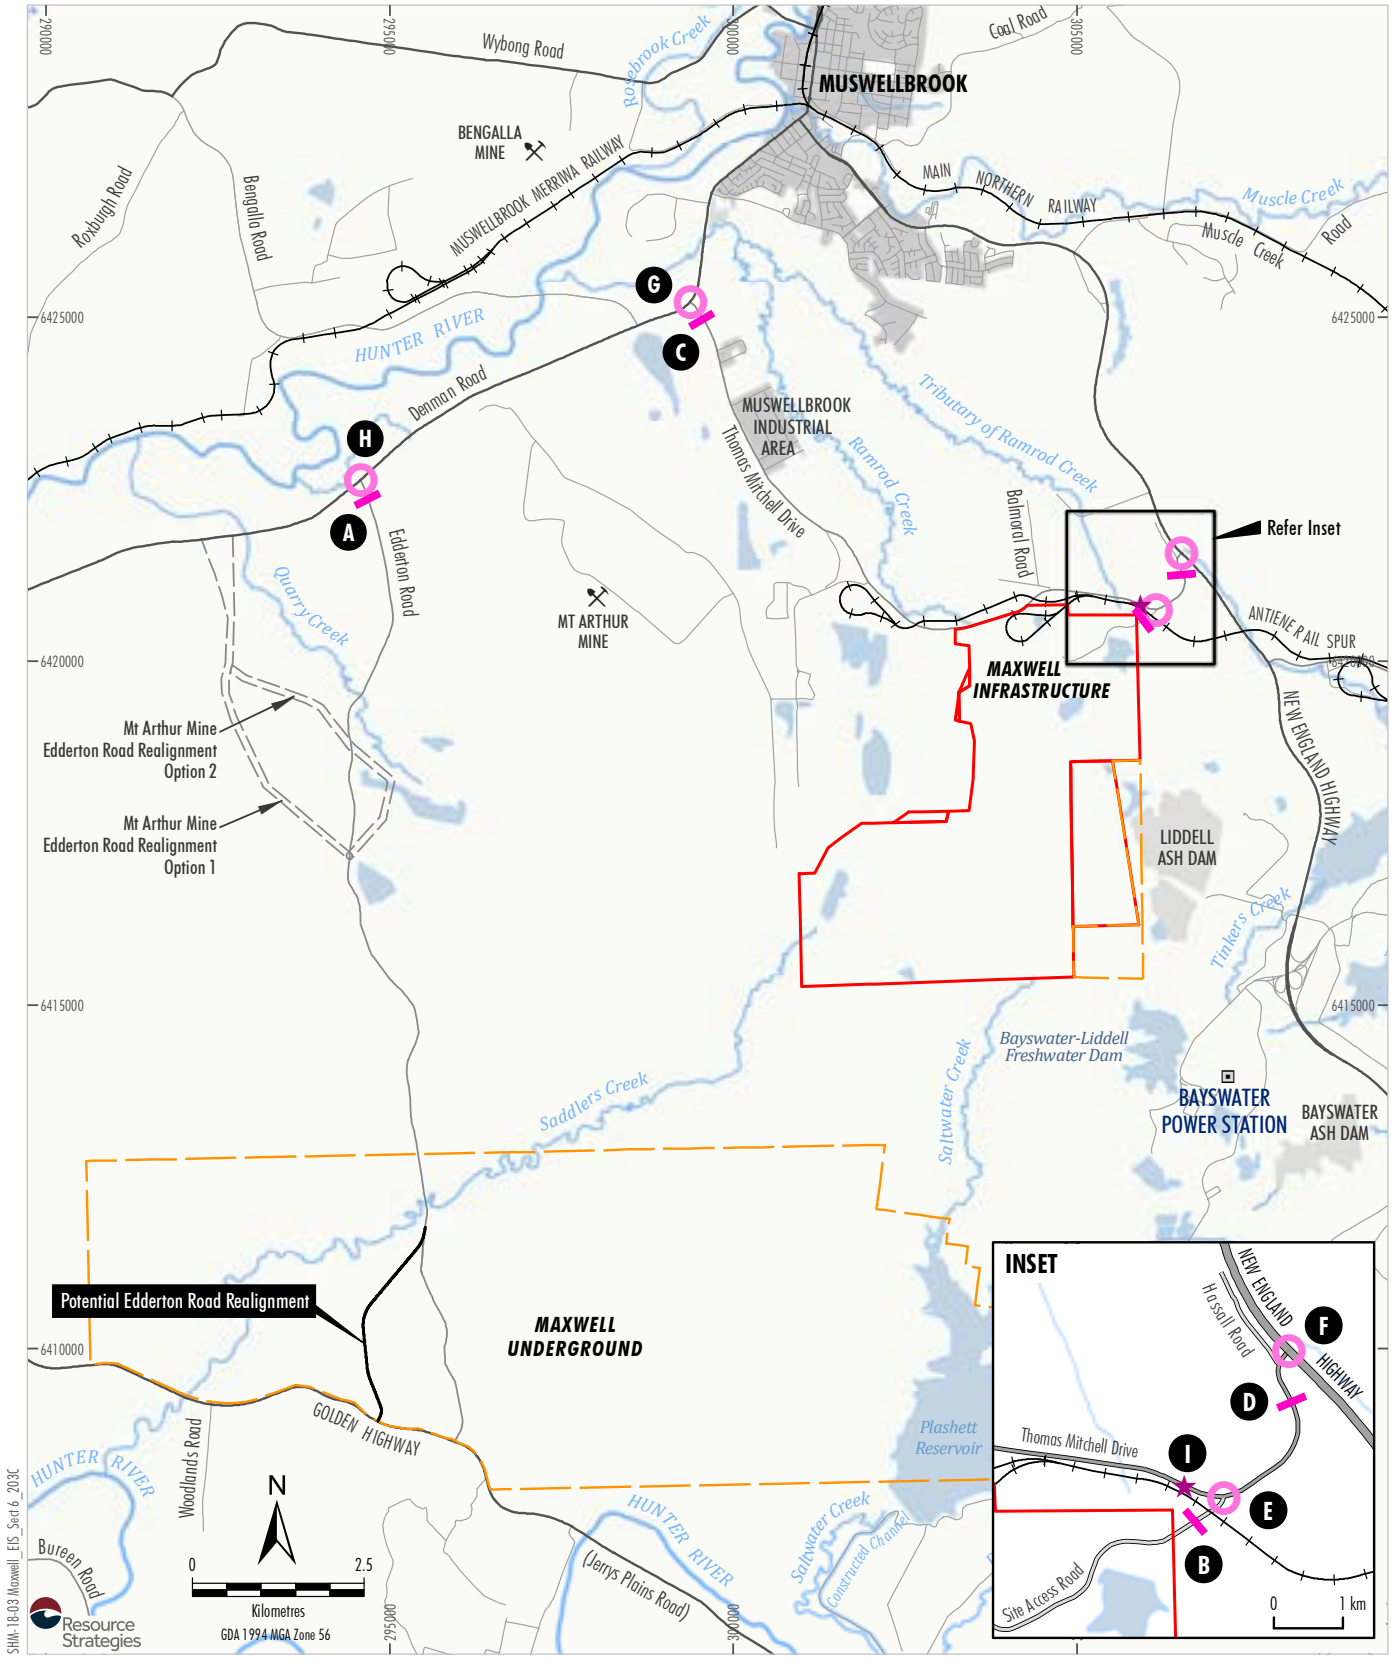 290000
295000
300000
305000
Wybong Road
Rosebrook Creek
Coal Road
MUSWELLBROOK
BENGALLA
MINE
MUSWELLBROOK MERRIWA RAILWAY
MAIN NORTHERN RAILWAY
Muscle Creek
Muscle Creek Road
Roxburgh Road
Bengalla Road
G
6425000
6425000
HUNTER RIVER
C
Denman Road
Tributary of Ramrod Creek
MUSWELLBROOK
INDUSTRIAL
AREA
H
Ramrod Creek
Thomas Mitchell Drive
Balmoral Road
A
Refer Inset
Edderton Road
Quarry Creek
MT ARTHUR
MINE
ANTIENE RAIL SPUR
6420000
6420000
MAXWELL
INFRASTRUCTURE
NEW ENGLAND HIGHWAY
Mt Arthur Mine
Edderton Road Realignment
Option 2
Mt Arthur Mine
Edderton Road Realignment
Option 1
LIDDELL
ASH DAM
Tinkers Creek
6415000
6415000
Bayswater-Liddell
Freshwater Dam
Saltwater Creek
Saddlers Creek
BAYSWATER
POWER STATION
BAYSWATER
ASH DAM
Potential Edderton Road Realignment
MAXWELL
UNDERGROUND
6410000
GOLDEN HIGHWAY
Woodlands Road
HUNTER RIVER
Plashett
Reservoir
Saltwater Creek
Constructed Channel
HUNTER RIVER
(Jerrys Plains Road)
Bureen Road
INSET
NEW ENGLAND HIGHWAY
Hassall Road
F
D
Thomas Mitchell Drive
I
E
B
Site Access Road
0 1 km
N
0 2.5
Kilometres
GDA 1994 MGA Zone 56
295000
300000
Resource
Strategies
SHM-18-03 Maxwell_EIS_Sect 6_203C